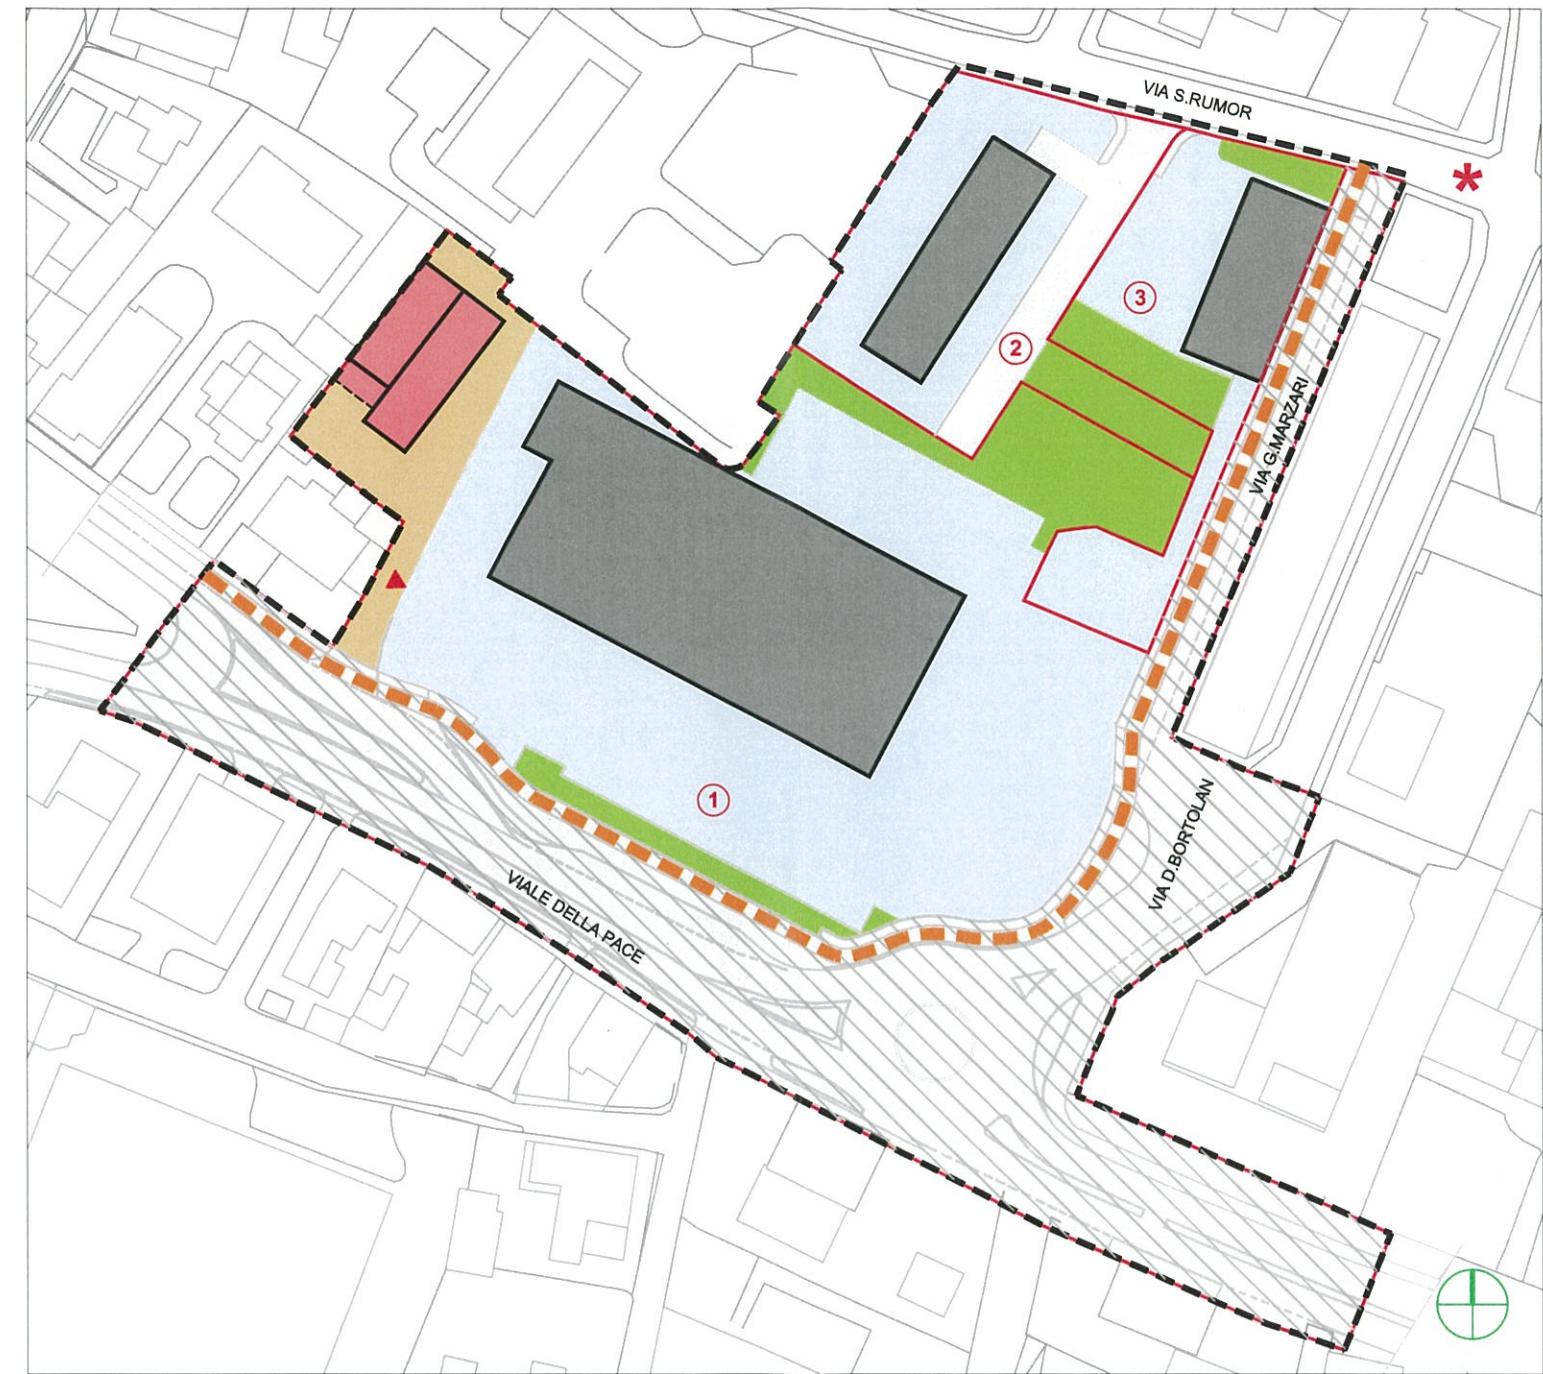 VIA S.RUMOR
*
3
2
VIA G.MARZARI
1
VIA D.BORTOLAN
VIALE DELLA PACE